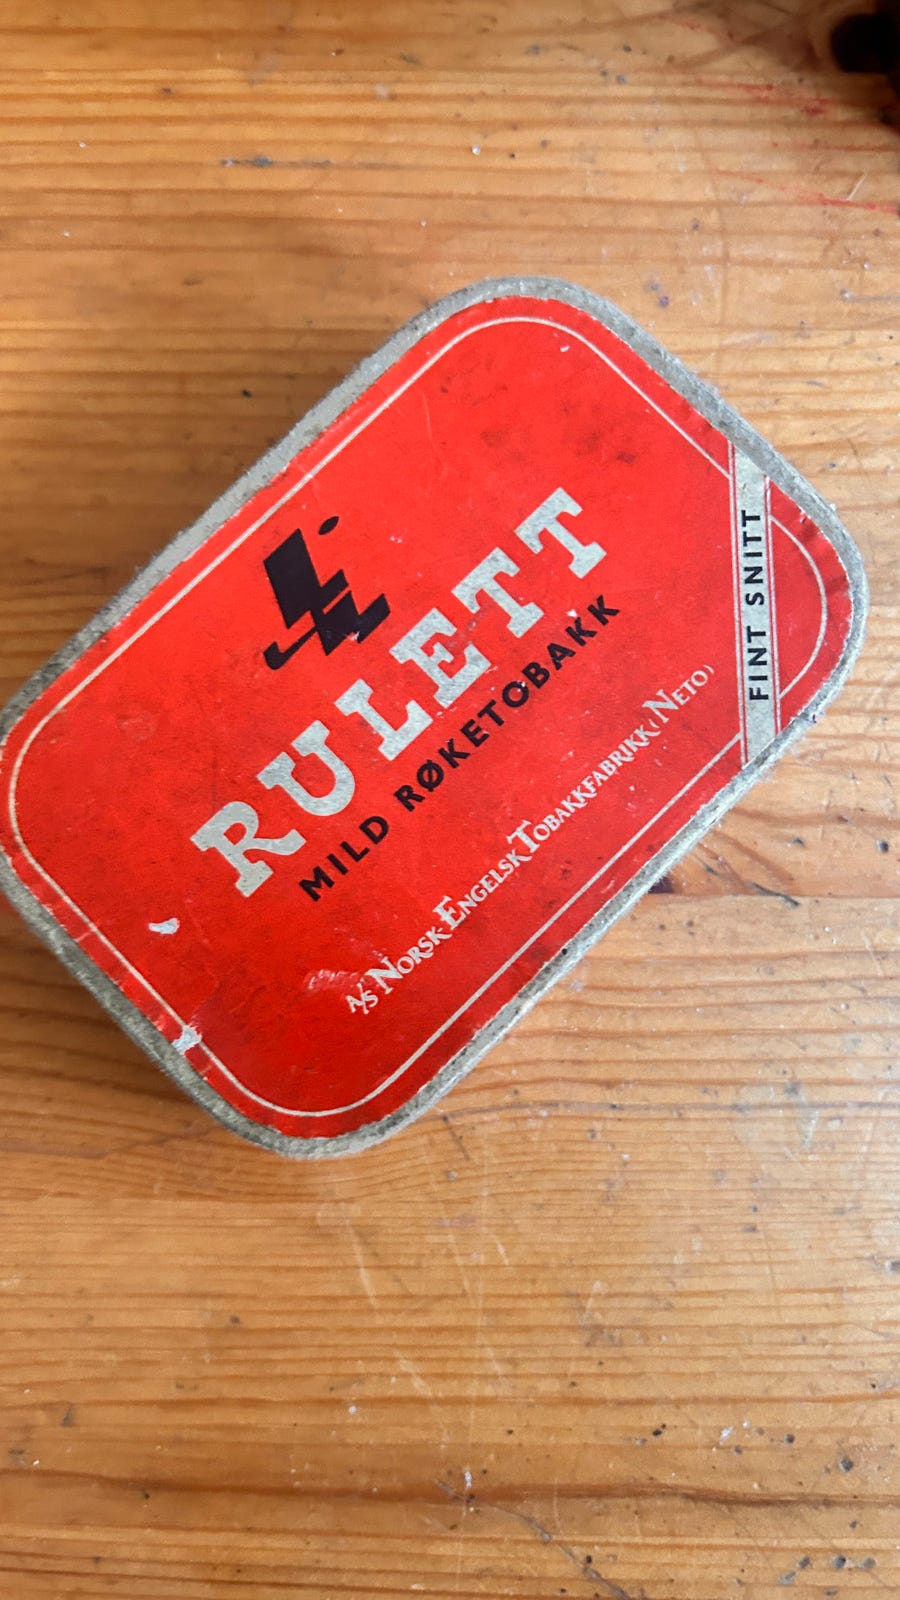 RULETT
MILD RØKETOBAKK
A/S NORSK-ENGELSK TOBAKKFABRIKK (NETO)
FINT SNITT